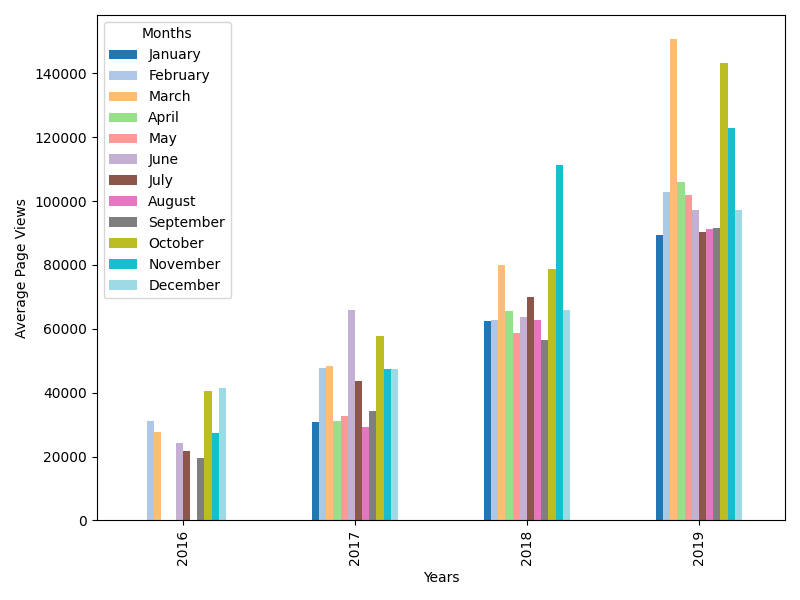 Months
January
February
March
April
May
June
July
August
September
October
November
December
Average Page Views
140000
120000
100000
80000
60000
40000
20000
0
2016
2017
2018
2019
Years